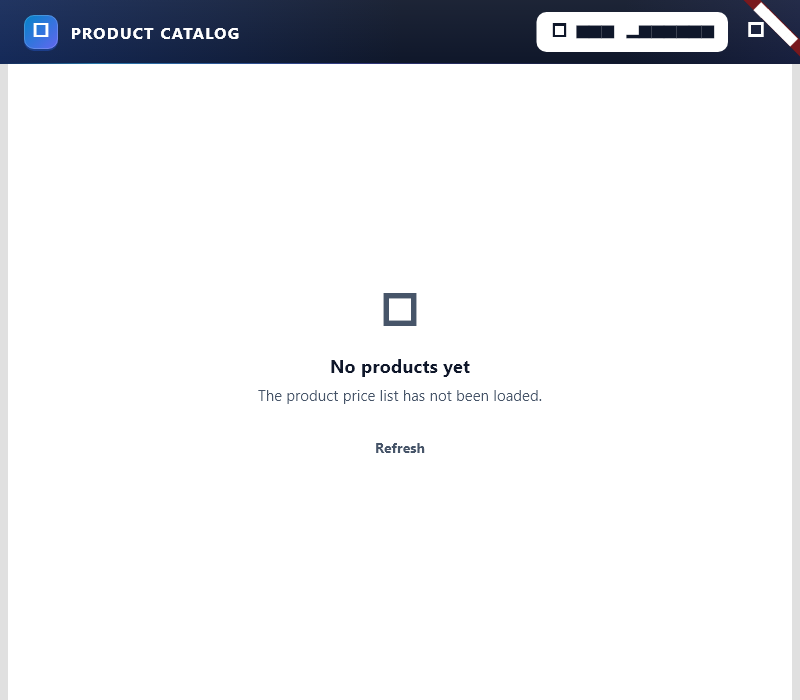 PRODUCT CATALOG
No products yet
The product price list has not been loaded.
Refresh